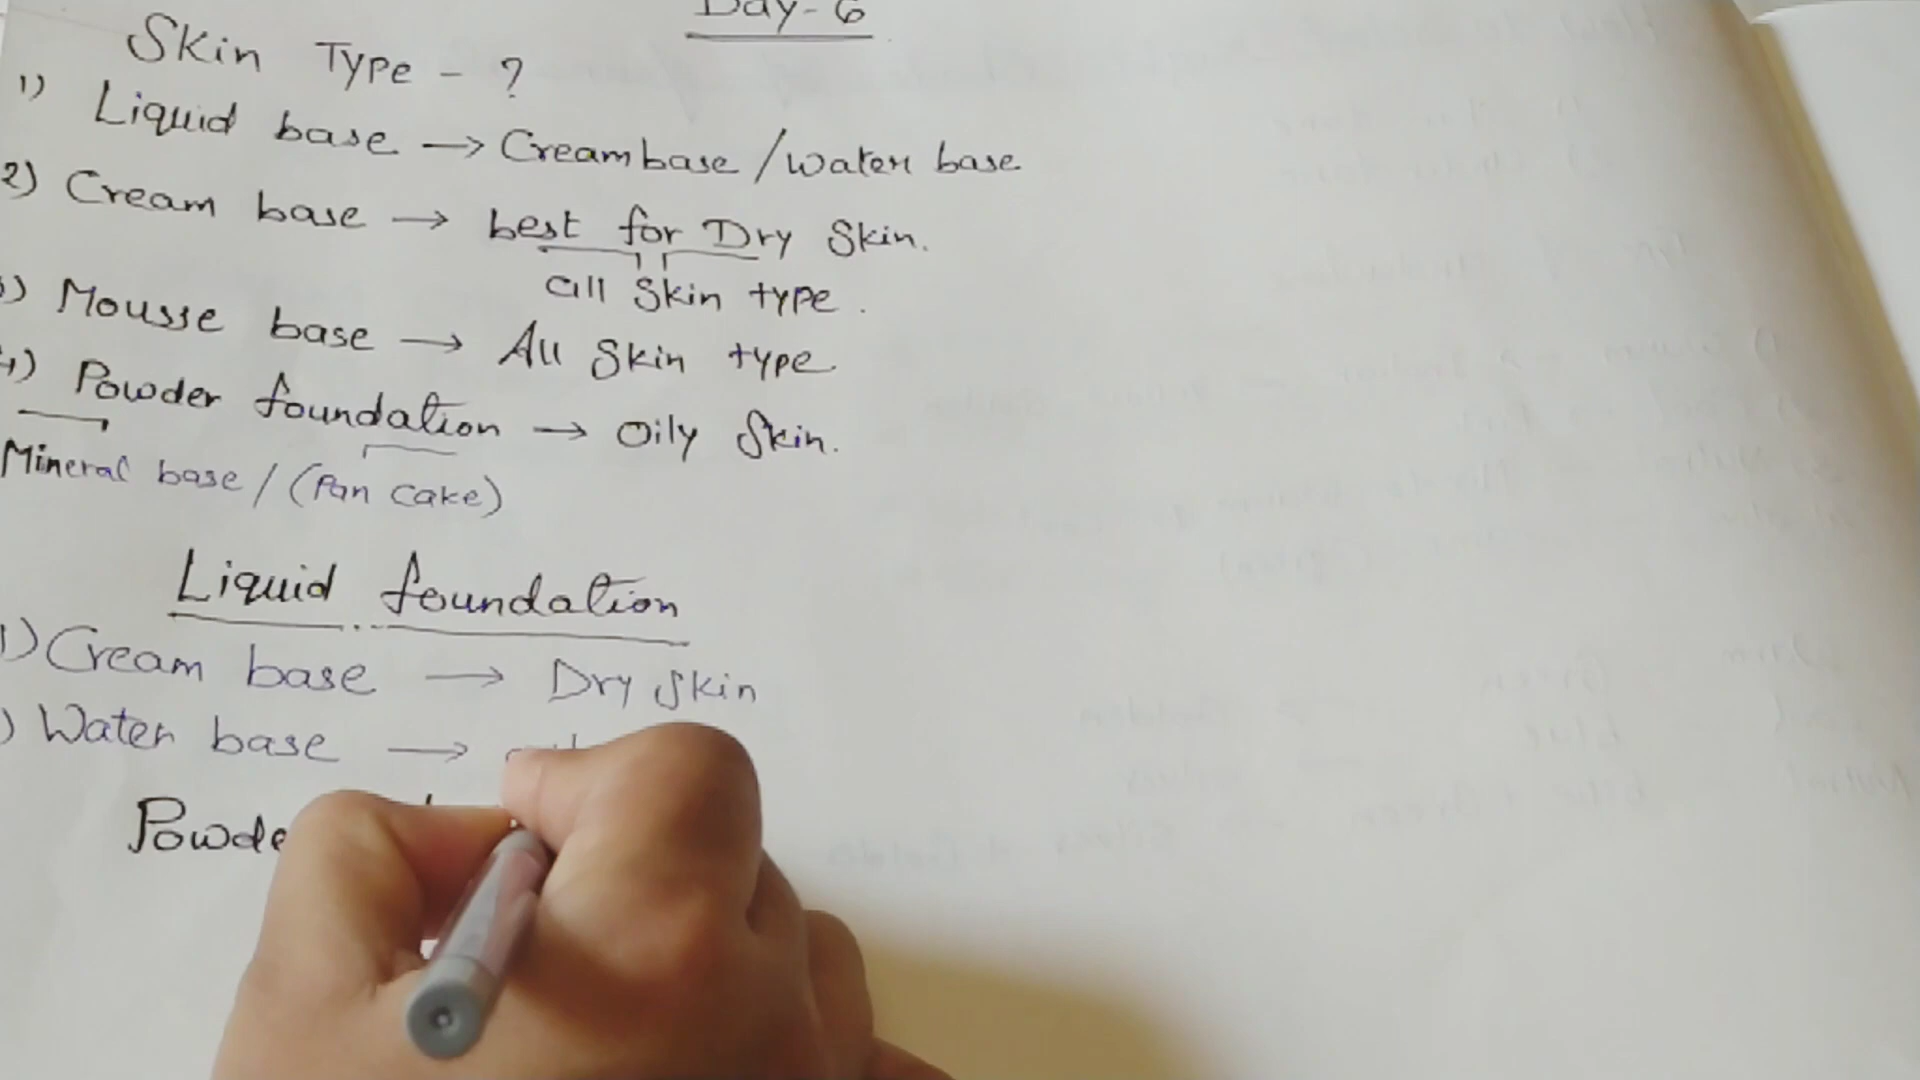 Day-6
Skin Type - ?
1) Liquid base → Cream base / water base
2) Cream base → best for Dry Skin.
all skin type.
) Mousse base → All Skin type
4) Powder foundation → Oily Skin.
Mineral base / (Pan Cake)
Liquid foundation
1) Cream base → Dry skin
) Water base →
Powde